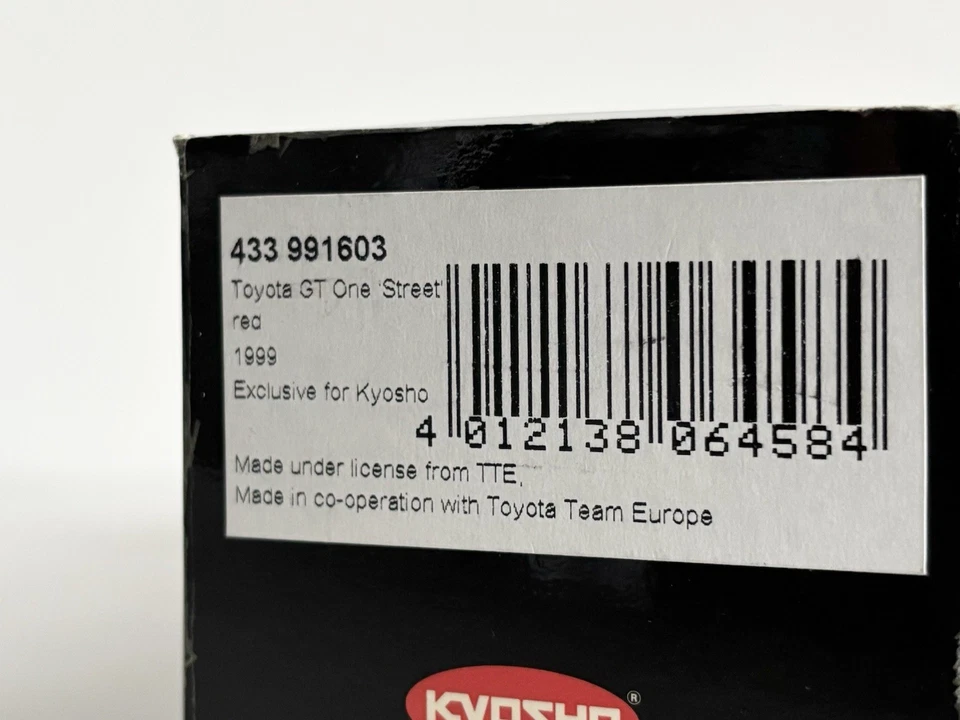 433 991603
Toyota GT One 'Street'
red
1999
Exclusive for Kyosho
4 012138 064584
Made under license from TTE,
Made in co-operation with Toyota Team Europe
KYOSHO ®